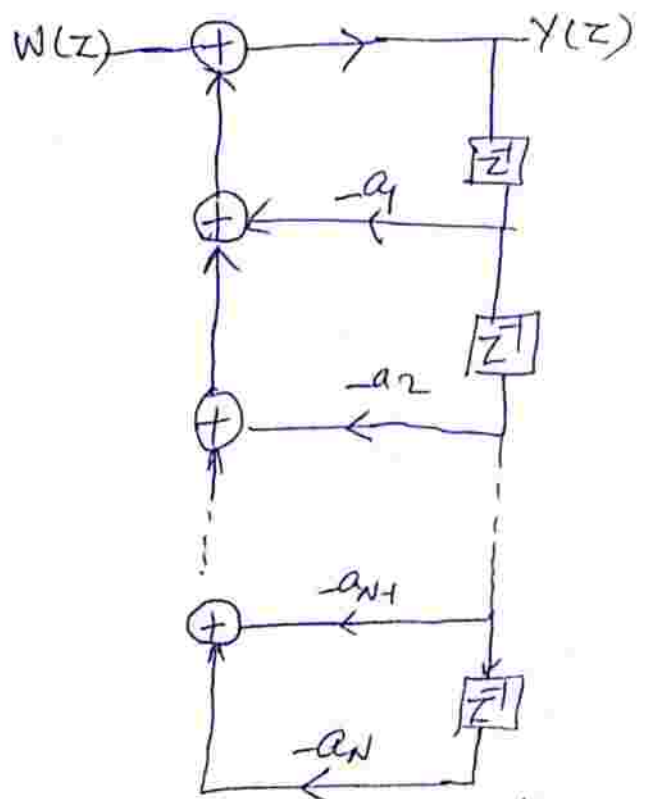 W(Z) + Y(Z)
z⁻¹
+ -a₁
z⁻¹
+ -a₂
+ -aN-1
z⁻¹
-aN